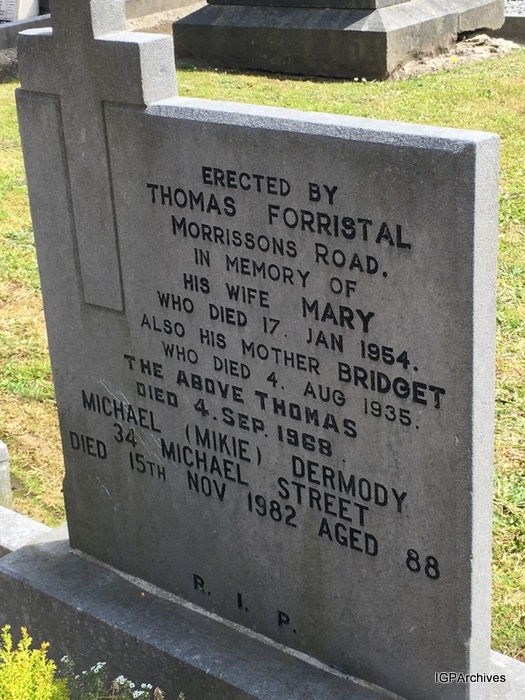 ERECTED BY
THOMAS FORRISTAL
MORRISSONS ROAD.
IN MEMORY OF
HIS WIFE MARY
WHO DIED 17. JAN 1954.
ALSO HIS MOTHER BRIDGET
WHO DIED 4. AUG 1935.
THE ABOVE THOMAS
DIED 4. SEP. 1968
MICHAEL (MIKIE) DERMODY
34 MICHAEL STREET
DIED 15TH NOV 1982 AGED 88
R. I. P.
IGPArchives